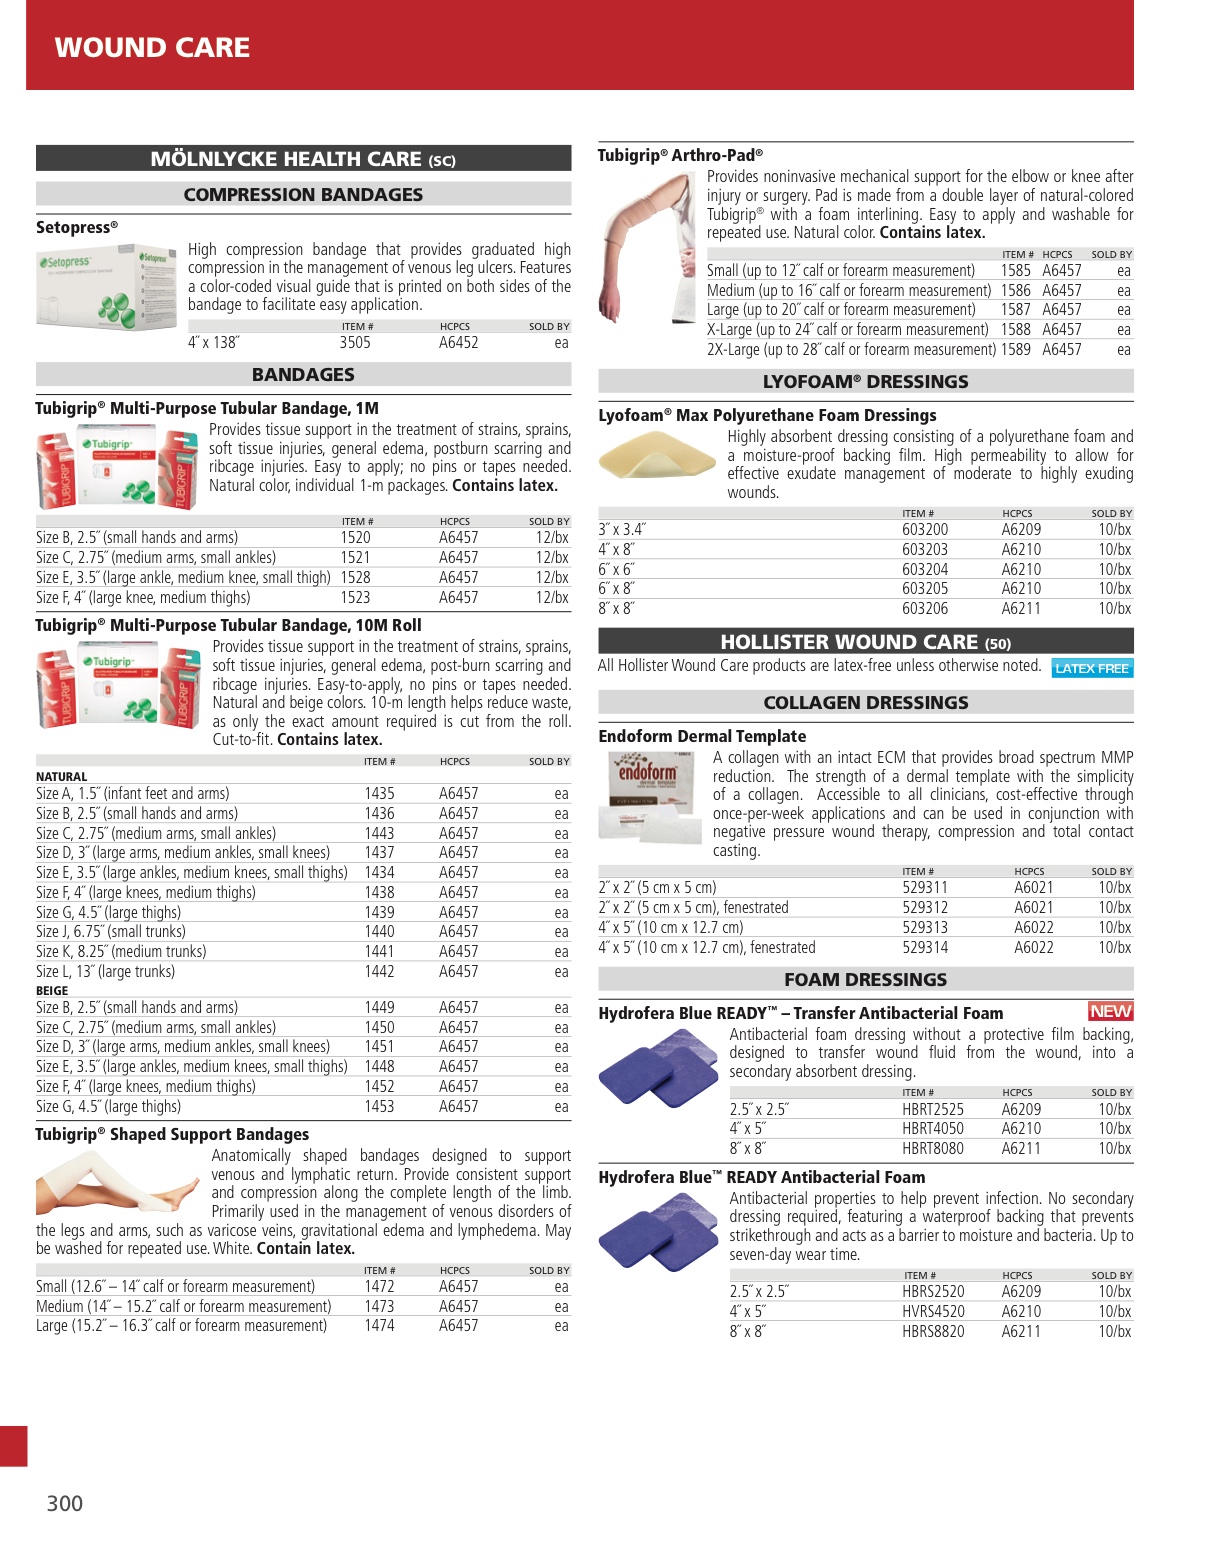 WOUND CARE
MÖLNLYCKE HEALTH CARE (SC)
COMPRESSION BANDAGES
Setopress®
Setopress™
High compression bandage that provides graduated high
compression in the management of venous leg ulcers. Features
a color-coded visual guide that is printed on both sides of the
bandage to facilitate easy application.
ITEM # HCPCS SOLD BY
4˝ x 138˝ 3505 A6452 ea
BANDAGES
Tubigrip® Multi-Purpose Tubular Bandage, 1M
Tubigrip™
TUBIGRIP
TUBIGRIP
Provides tissue support in the treatment of strains, sprains,
soft tissue injuries, general edema, postburn scarring and
ribcage injuries. Easy to apply; no pins or tapes needed.
Natural color, individual 1-m packages. Contains latex.
ITEM # HCPCS SOLD BY
Size B, 2.5˝ (small hands and arms) 1520 A6457 12/bx
Size C, 2.75˝ (medium arms, small ankles) 1521 A6457 12/bx
Size E, 3.5˝ (large ankle, medium knee, small thigh) 1528 A6457 12/bx
Size F, 4˝ (large knee, medium thighs) 1523 A6457 12/bx
Tubigrip® Multi-Purpose Tubular Bandage, 10M Roll
Tubigrip™
TUBIGRIP
TUBIGRIP
Provides tissue support in the treatment of strains, sprains,
soft tissue injuries, general edema, post-burn scarring and
ribcage injuries. Easy-to-apply, no pins or tapes needed.
Natural and beige colors. 10-m length helps reduce waste,
as only the exact amount required is cut from the roll.
Cut-to-fit. Contains latex.
ITEM # HCPCS SOLD BY
NATURAL
Size A, 1.5˝ (infant feet and arms) 1435 A6457 ea
Size B, 2.5˝ (small hands and arms) 1436 A6457 ea
Size C, 2.75˝ (medium arms, small ankles) 1443 A6457 ea
Size D, 3˝ (large arms, medium ankles, small knees) 1437 A6457 ea
Size E, 3.5˝ (large ankles, medium knees, small thighs) 1434 A6457 ea
Size F, 4˝ (large knees, medium thighs) 1438 A6457 ea
Size G, 4.5˝ (large thighs) 1439 A6457 ea
Size J, 6.75˝ (small trunks) 1440 A6457 ea
Size K, 8.25˝ (medium trunks) 1441 A6457 ea
Size L, 13˝ (large trunks) 1442 A6457 ea
BEIGE
Size B, 2.5˝ (small hands and arms) 1449 A6457 ea
Size C, 2.75˝ (medium arms, small ankles) 1450 A6457 ea
Size D, 3˝ (large arms, medium ankles, small knees) 1451 A6457 ea
Size E, 3.5˝ (large ankles, medium knees, small thighs) 1448 A6457 ea
Size F, 4˝ (large knees, medium thighs) 1452 A6457 ea
Size G, 4.5˝ (large thighs) 1453 A6457 ea
Tubigrip® Shaped Support Bandages
Anatomically shaped bandages designed to support
venous and lymphatic return. Provide consistent support
and compression along the complete length of the limb.
Primarily used in the management of venous disorders of
the legs and arms, such as varicose veins, gravitational edema and lymphedema. May
be washed for repeated use. White. Contain latex.
ITEM # HCPCS SOLD BY
Small (12.6˝ – 14˝ calf or forearm measurement) 1472 A6457 ea
Medium (14˝ – 15.2˝ calf or forearm measurement) 1473 A6457 ea
Large (15.2˝ – 16.3˝ calf or forearm measurement) 1474 A6457 ea
Tubigrip® Arthro-Pad®
Provides noninvasive mechanical support for the elbow or knee after
injury or surgery. Pad is made from a double layer of natural-colored
Tubigrip® with a foam interlining. Easy to apply and washable for
repeated use. Natural color. Contains latex.
ITEM # HCPCS SOLD BY
Small (up to 12˝ calf or forearm measurement) 1585 A6457 ea
Medium (up to 16˝ calf or forearm measurement) 1586 A6457 ea
Large (up to 20˝ calf or forearm measurement) 1587 A6457 ea
X-Large (up to 24˝ calf or forearm measurement) 1588 A6457 ea
2X-Large (up to 28˝ calf or forearm measurement) 1589 A6457 ea
LYOFOAM® DRESSINGS
Lyofoam® Max Polyurethane Foam Dressings
Highly absorbent dressing consisting of a polyurethane foam and
a moisture-proof backing film. High permeability to allow for
effective exudate management of moderate to highly exuding
wounds.
ITEM # HCPCS SOLD BY
3˝ x 3.4˝ 603200 A6209 10/bx
4˝ x 8˝ 603203 A6210 10/bx
6˝ x 6˝ 603204 A6210 10/bx
6˝ x 8˝ 603205 A6210 10/bx
8˝ x 8˝ 603206 A6211 10/bx
HOLLISTER WOUND CARE (50)
All Hollister Wound Care products are latex-free unless otherwise noted. LATEX FREE
COLLAGEN DRESSINGS
Endoform Dermal Template
endoform™
dermal template
A collagen with an intact ECM that provides broad spectrum MMP
reduction. The strength of a dermal template with the simplicity
of a collagen. Accessible to all clinicians, cost-effective through
once-per-week applications and can be used in conjunction with
negative pressure wound therapy, compression and total contact
casting.
ITEM # HCPCS SOLD BY
2˝ x 2˝ (5 cm x 5 cm) 529311 A6021 10/bx
2˝ x 2˝ (5 cm x 5 cm), fenestrated 529312 A6021 10/bx
4˝ x 5˝ (10 cm x 12.7 cm) 529313 A6022 10/bx
4˝ x 5˝ (10 cm x 12.7 cm), fenestrated 529314 A6022 10/bx
FOAM DRESSINGS
Hydrofera Blue READY™ – Transfer Antibacterial Foam NEW
Antibacterial foam dressing without a protective film backing,
designed to transfer wound fluid from the wound, into a
secondary absorbent dressing.
ITEM # HCPCS SOLD BY
2.5˝ x 2.5˝ HBRT2525 A6209 10/bx
4˝ x 5˝ HBRT4050 A6210 10/bx
8˝ x 8˝ HBRT8080 A6211 10/bx
Hydrofera Blue™ READY Antibacterial Foam
Antibacterial properties to help prevent infection. No secondary
dressing required, featuring a waterproof backing that prevents
strikethrough and acts as a barrier to moisture and bacteria. Up to
seven-day wear time.
ITEM # HCPCS SOLD BY
2.5˝ x 2.5˝ HBRS2520 A6209 10/bx
4˝ x 5˝ HVRS4520 A6210 10/bx
8˝ x 8˝ HBRS8820 A6211 10/bx
300